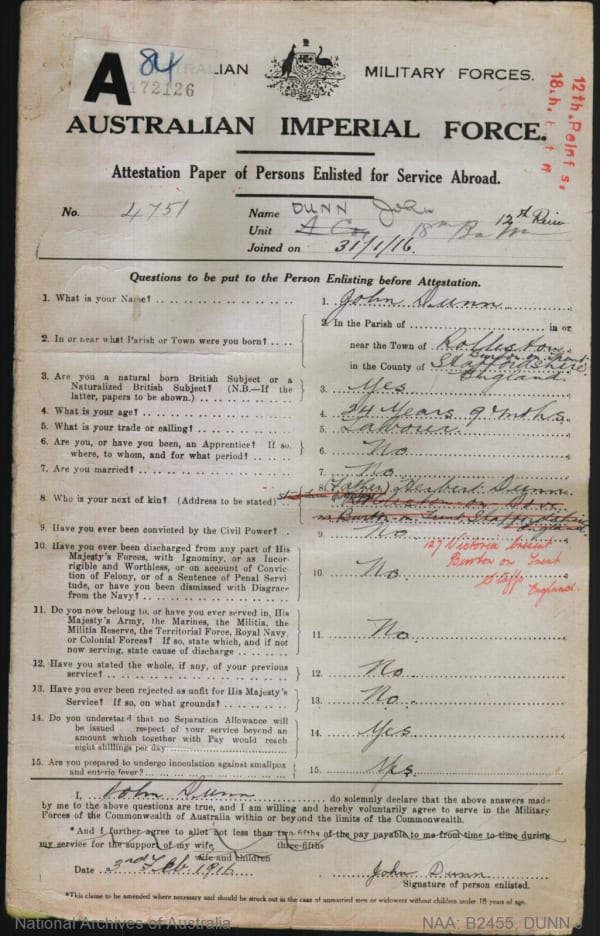 A 84
RALIAN MILITARY FORCES.
172126
12th. Reinfts.
18th.
AUSTRALIAN IMPERIAL FORCE.
Attestation Paper of Persons Enlisted for Service Abroad.
No. 4751 Name DUNN John
Unit A Coy 18th Batn 12th Rein
Joined on 31/1/16.
Questions to be put to the Person Enlisting before Attestation.
1. What is your Name? 1. John Dunn
2. In or near what Parish or Town were you born? 2. In the Parish of in or
near the Town of Rolleston
Burton on Trent
in the County of Staffordshire
England
3. Are you a natural born British Subject or a
Naturalized British Subject? (N.B.—If the
latter, papers to be shown.) 3. Yes
4. What is your age? 4. 24 Years 9 mths
5. What is your trade or calling? 5. Labourer
6. Are you, or have you been, an Apprentice? If so.
where, to whom, and for what period? 6. No
7. Are you married? 7. No
8. Who is your next of kin? (Address to be stated) 8. (Father) Herbert Dunn
Burton on Trent
127 Victoria Cresent
Burton on Trent
Staffs
England.
9. Have you ever been convicted by the Civil Power? 9. No
10. Have you ever been discharged from any part of His
Majesty's Forces, with Ignominy, or as Incor-
rigible and Worthless, or on account of Convic-
tion of Felony, or of a Sentence of Penal Servi-
tude, or have you been dismissed with Disgrace
from the Navy? 10. No
11. Do you now belong to, or have you ever served in, His
Majesty's Army, the Marines, the Militia, the
Militia Reserve, the Territorial Force, Royal Navy,
or Colonial Forces? If so, state which, and if not
now serving, state cause of discharge 11. No
12. Have you stated the whole, if any, of your previous
service? 12. No
13. Have you ever been rejected as unfit for His Majesty's
Service? If so, on what grounds? 13. No
14. Do you understand that no Separation Allowance will
be issued respect of your service beyond an
amount which together with Pay would reach
eight shillings per day 14. Yes
15. Are you prepared to undergo inoculation against smallpox
and enteric fever? 15. Yes
I, John Dunn do solemnly declare that the above answers made
by me to the above questions are true, and I am willing and hereby voluntarily agree to serve in the Military
Forces of the Commonwealth of Australia within or beyond the limits of the Commonwealth.
*And I further agree to allot not less than two-fifths of the pay payable to me from time to time during
three-fifths
my service for the support of my wife,
wife and children
Date 2nd Feb 1916 John Dunn
Signature of person enlisted.
*This clause to be amended where necessary and should be struck out in the case of unmarried men or widowers without children under 18 years of age.
National Archives of Australia NAA: B2455, DUNN J